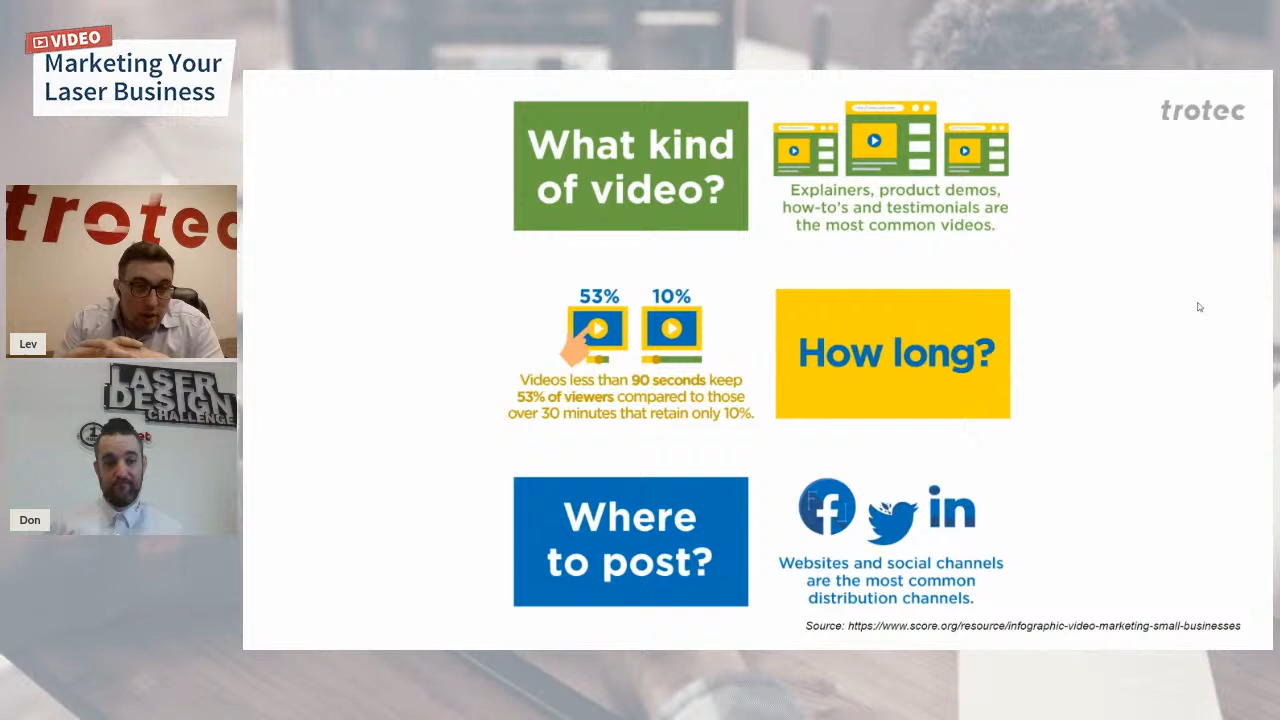 VIDEO
Marketing Your
Laser Business
trotec
Lev
LASER
DESIGN
CHALLENGE
Don
trotec
What kind
of video?
Explainers, product demos,
how-to's and testimonials are
the most common videos.
53% 10%
Videos less than 90 seconds keep
53% of viewers compared to those
over 30 minutes that retain only 10%.
How long?
Where
to post?
f
in
Websites and social channels
are the most common
distribution channels.
Source: https://www.score.org/resource/infographic-video-marketing-small-businesses